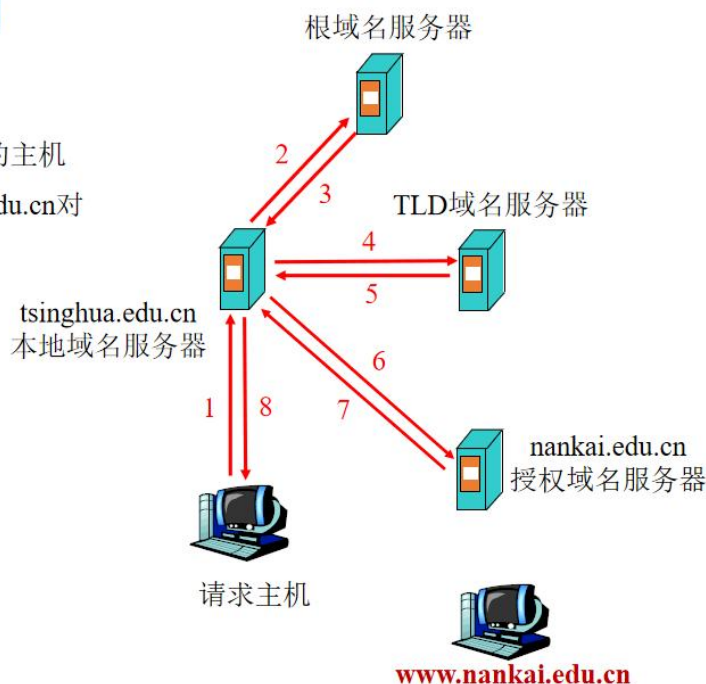 根域名服务器
2
的主机
3
du.cn对
TLD域名服务器
4
5
tsinghua.edu.cn
本地域名服务器
6
1
8
7
nankai.edu.cn
授权域名服务器
请求主机
www.nankai.edu.cn